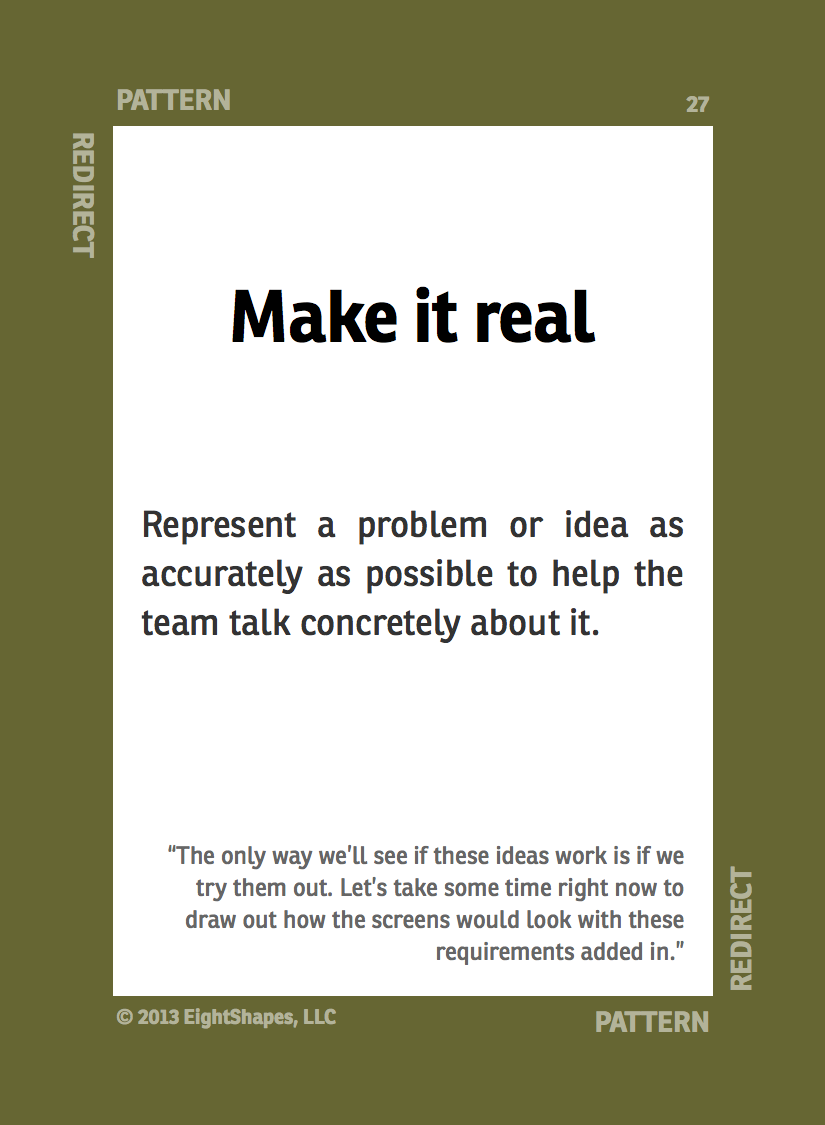 PATTERN
27
REDIRECT
Make it real
Represent a problem or idea as
accurately as possible to help the
team talk concretely about it.
“The only way we’ll see if these ideas work is if we
try them out. Let’s take some time right now to
draw out how the screens would look with these
requirements added in.”
REDIRECT
© 2013 EightShapes, LLC
PATTERN